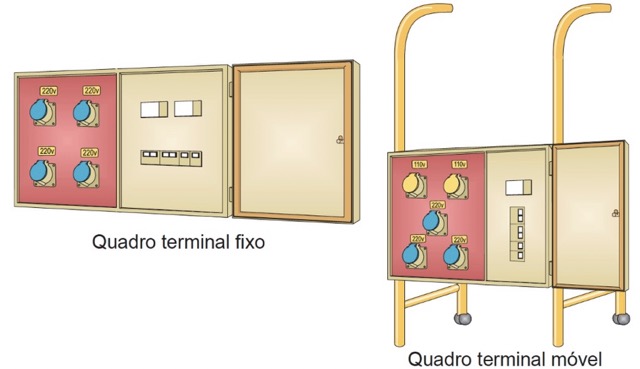 220v 220v
220v 220v
Quadro terminal fixo
110v 110v
220v
220v 220v
Quadro terminal móvel